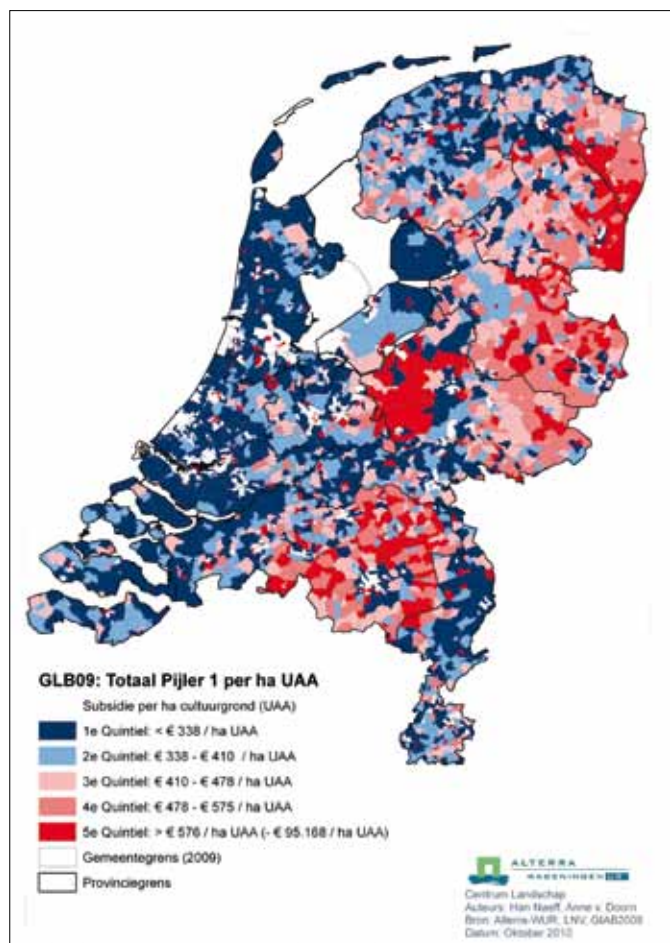 GLB09: Totaal Pijler 1 per ha UAA
Subsidie per ha cultuurgrond (UAA)
1e Quintiel: < € 338 / ha UAA
2e Quintiel: € 338 - € 410 / ha UAA
3e Quintiel: € 410 - € 478 / ha UAA
4e Quintiel: € 478 - € 575 / ha UAA
5e Quintiel: > € 576 / ha UAA (- € 95.168 / ha UAA)
Gemeentegrens (2009)
Provinciegrens
ALTERRA
WAGENINGEN UR
Centrum Landschap
Auteurs: Han Naeff, Anne v. Doorn
Bron: Alterra-WUR, LNV, GIAB2009
Datum: Oktober 2010